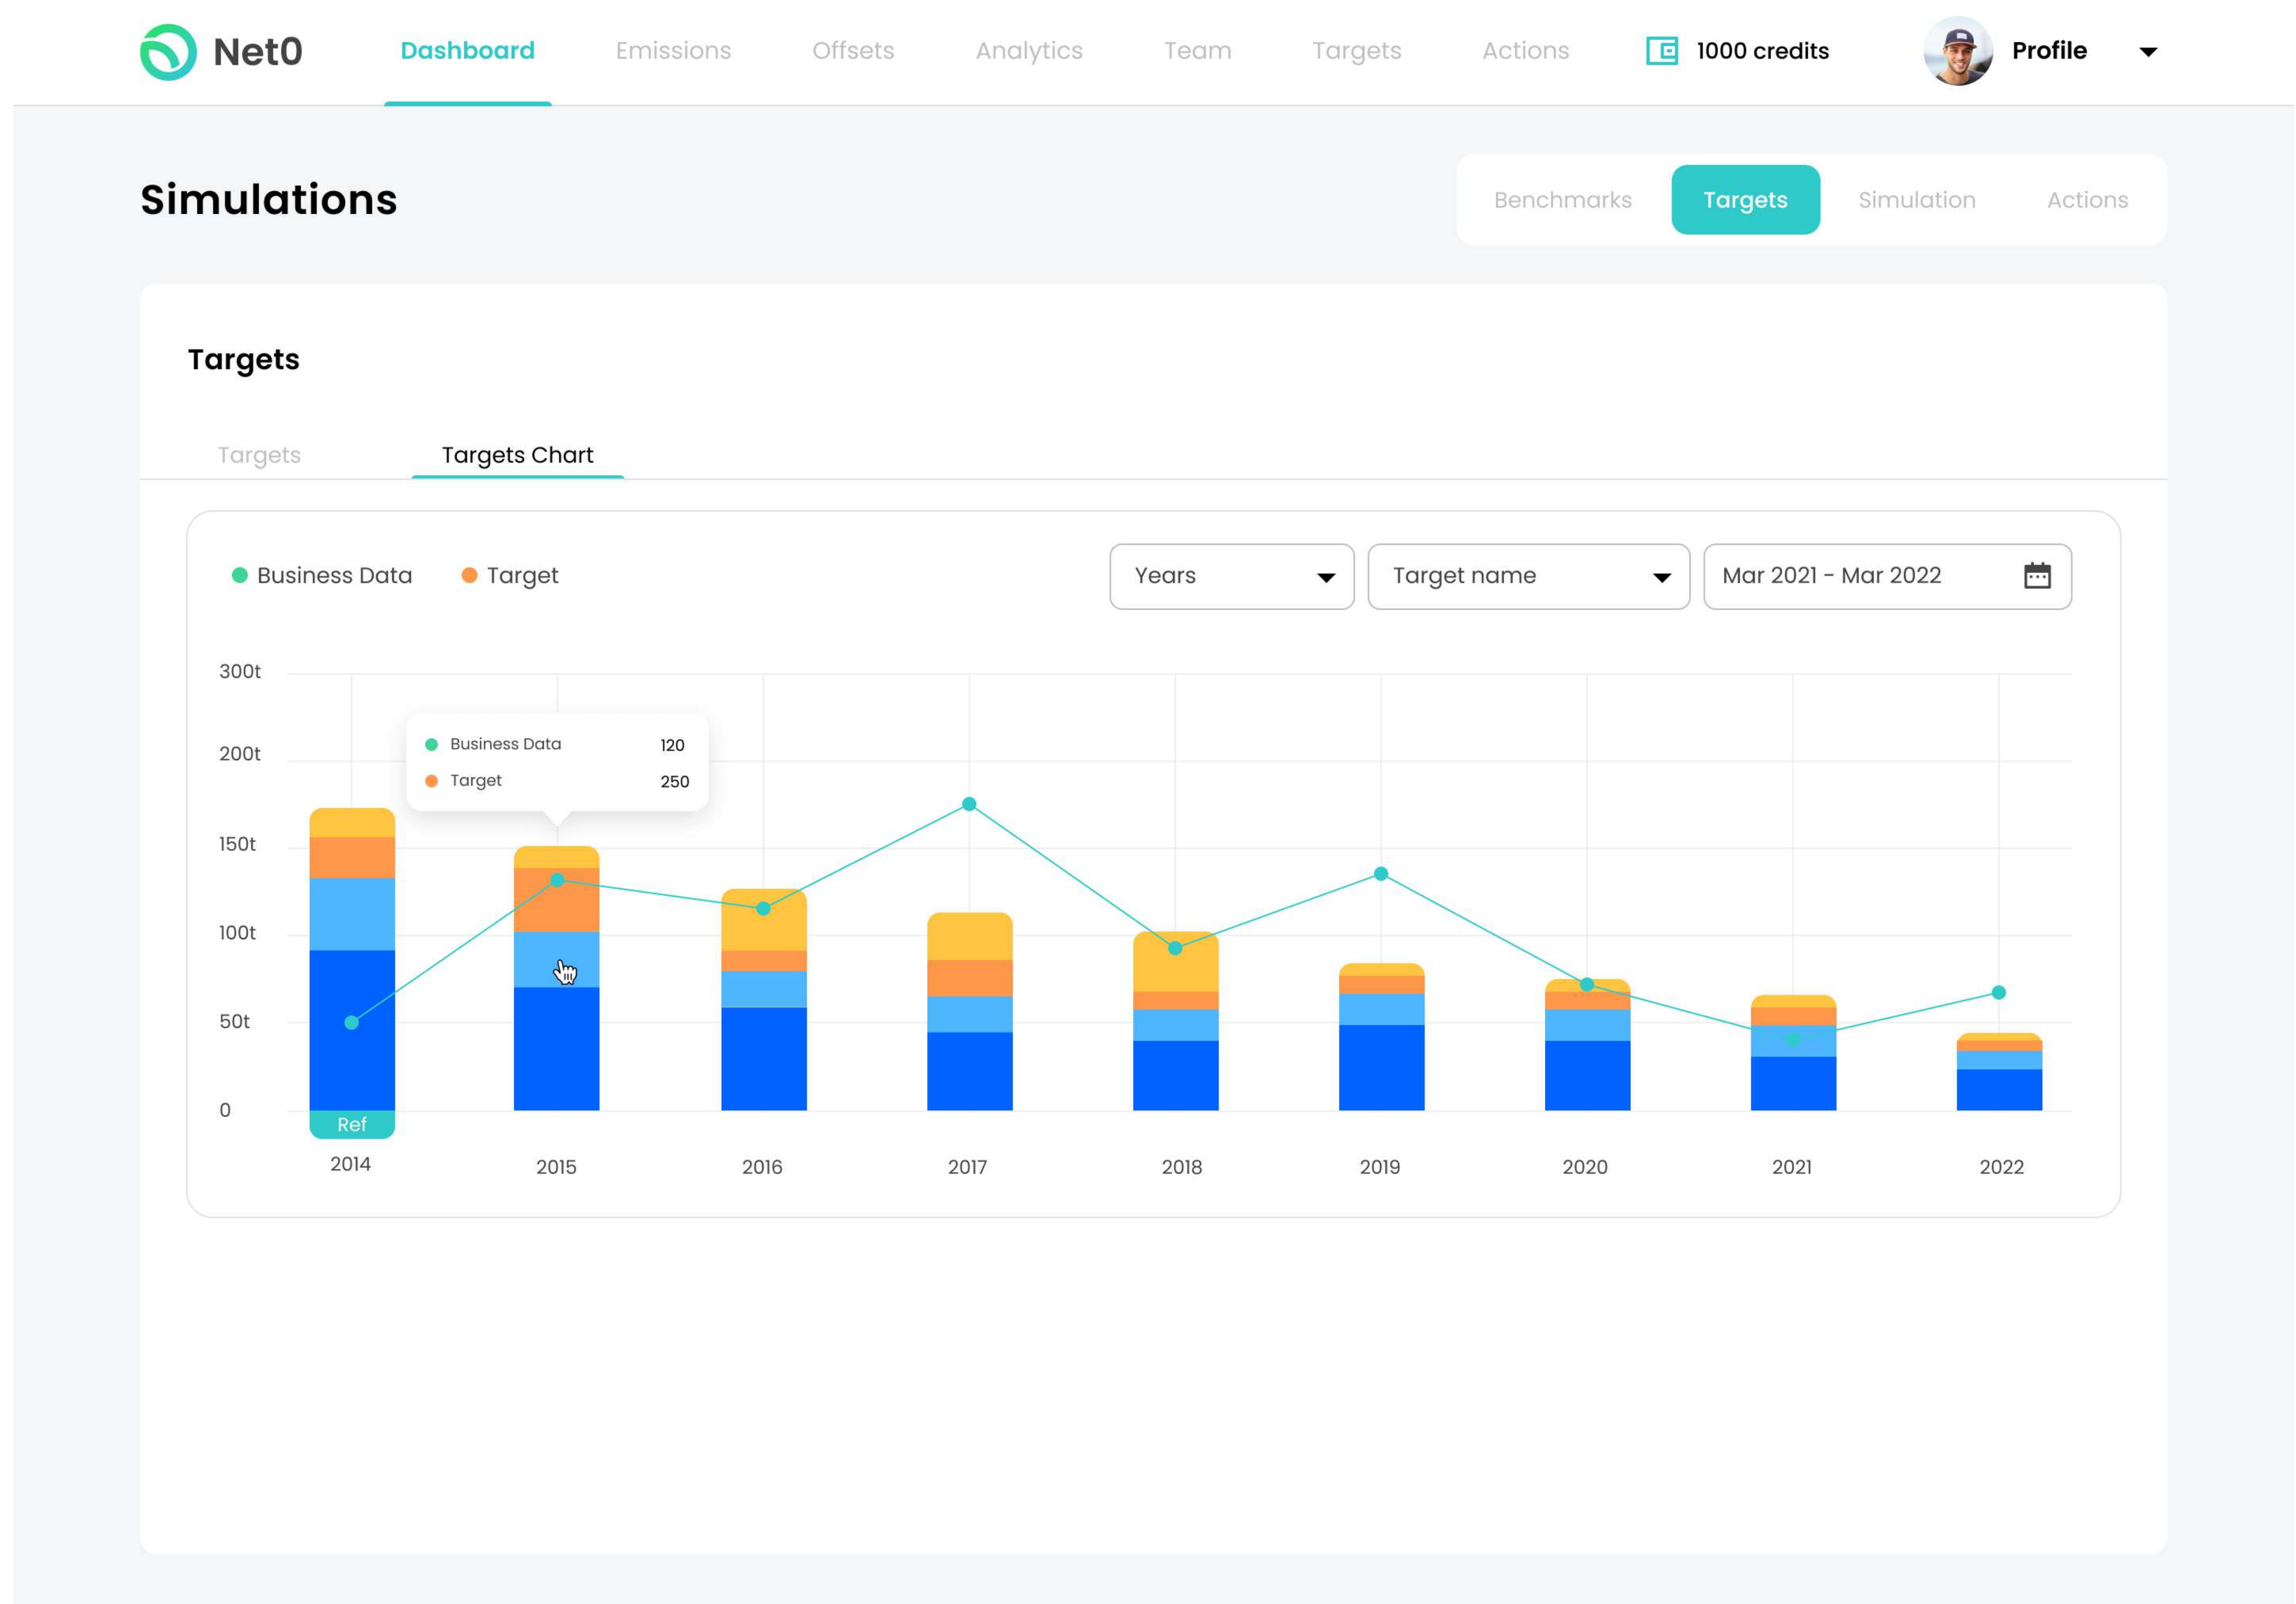 Net0 Dashboard Emissions Offsets Analytics Team Targets Actions 1000 credits Profile
Simulations
Benchmarks Targets Simulation Actions
Targets
Targets Targets Chart
Business Data Target Years Target name Mar 2021 - Mar 2022
300t
Business Data 120
200t
Target 250
150t
100t
50t
0
Ref
2014 2015 2016 2017 2018 2019 2020 2021 2022